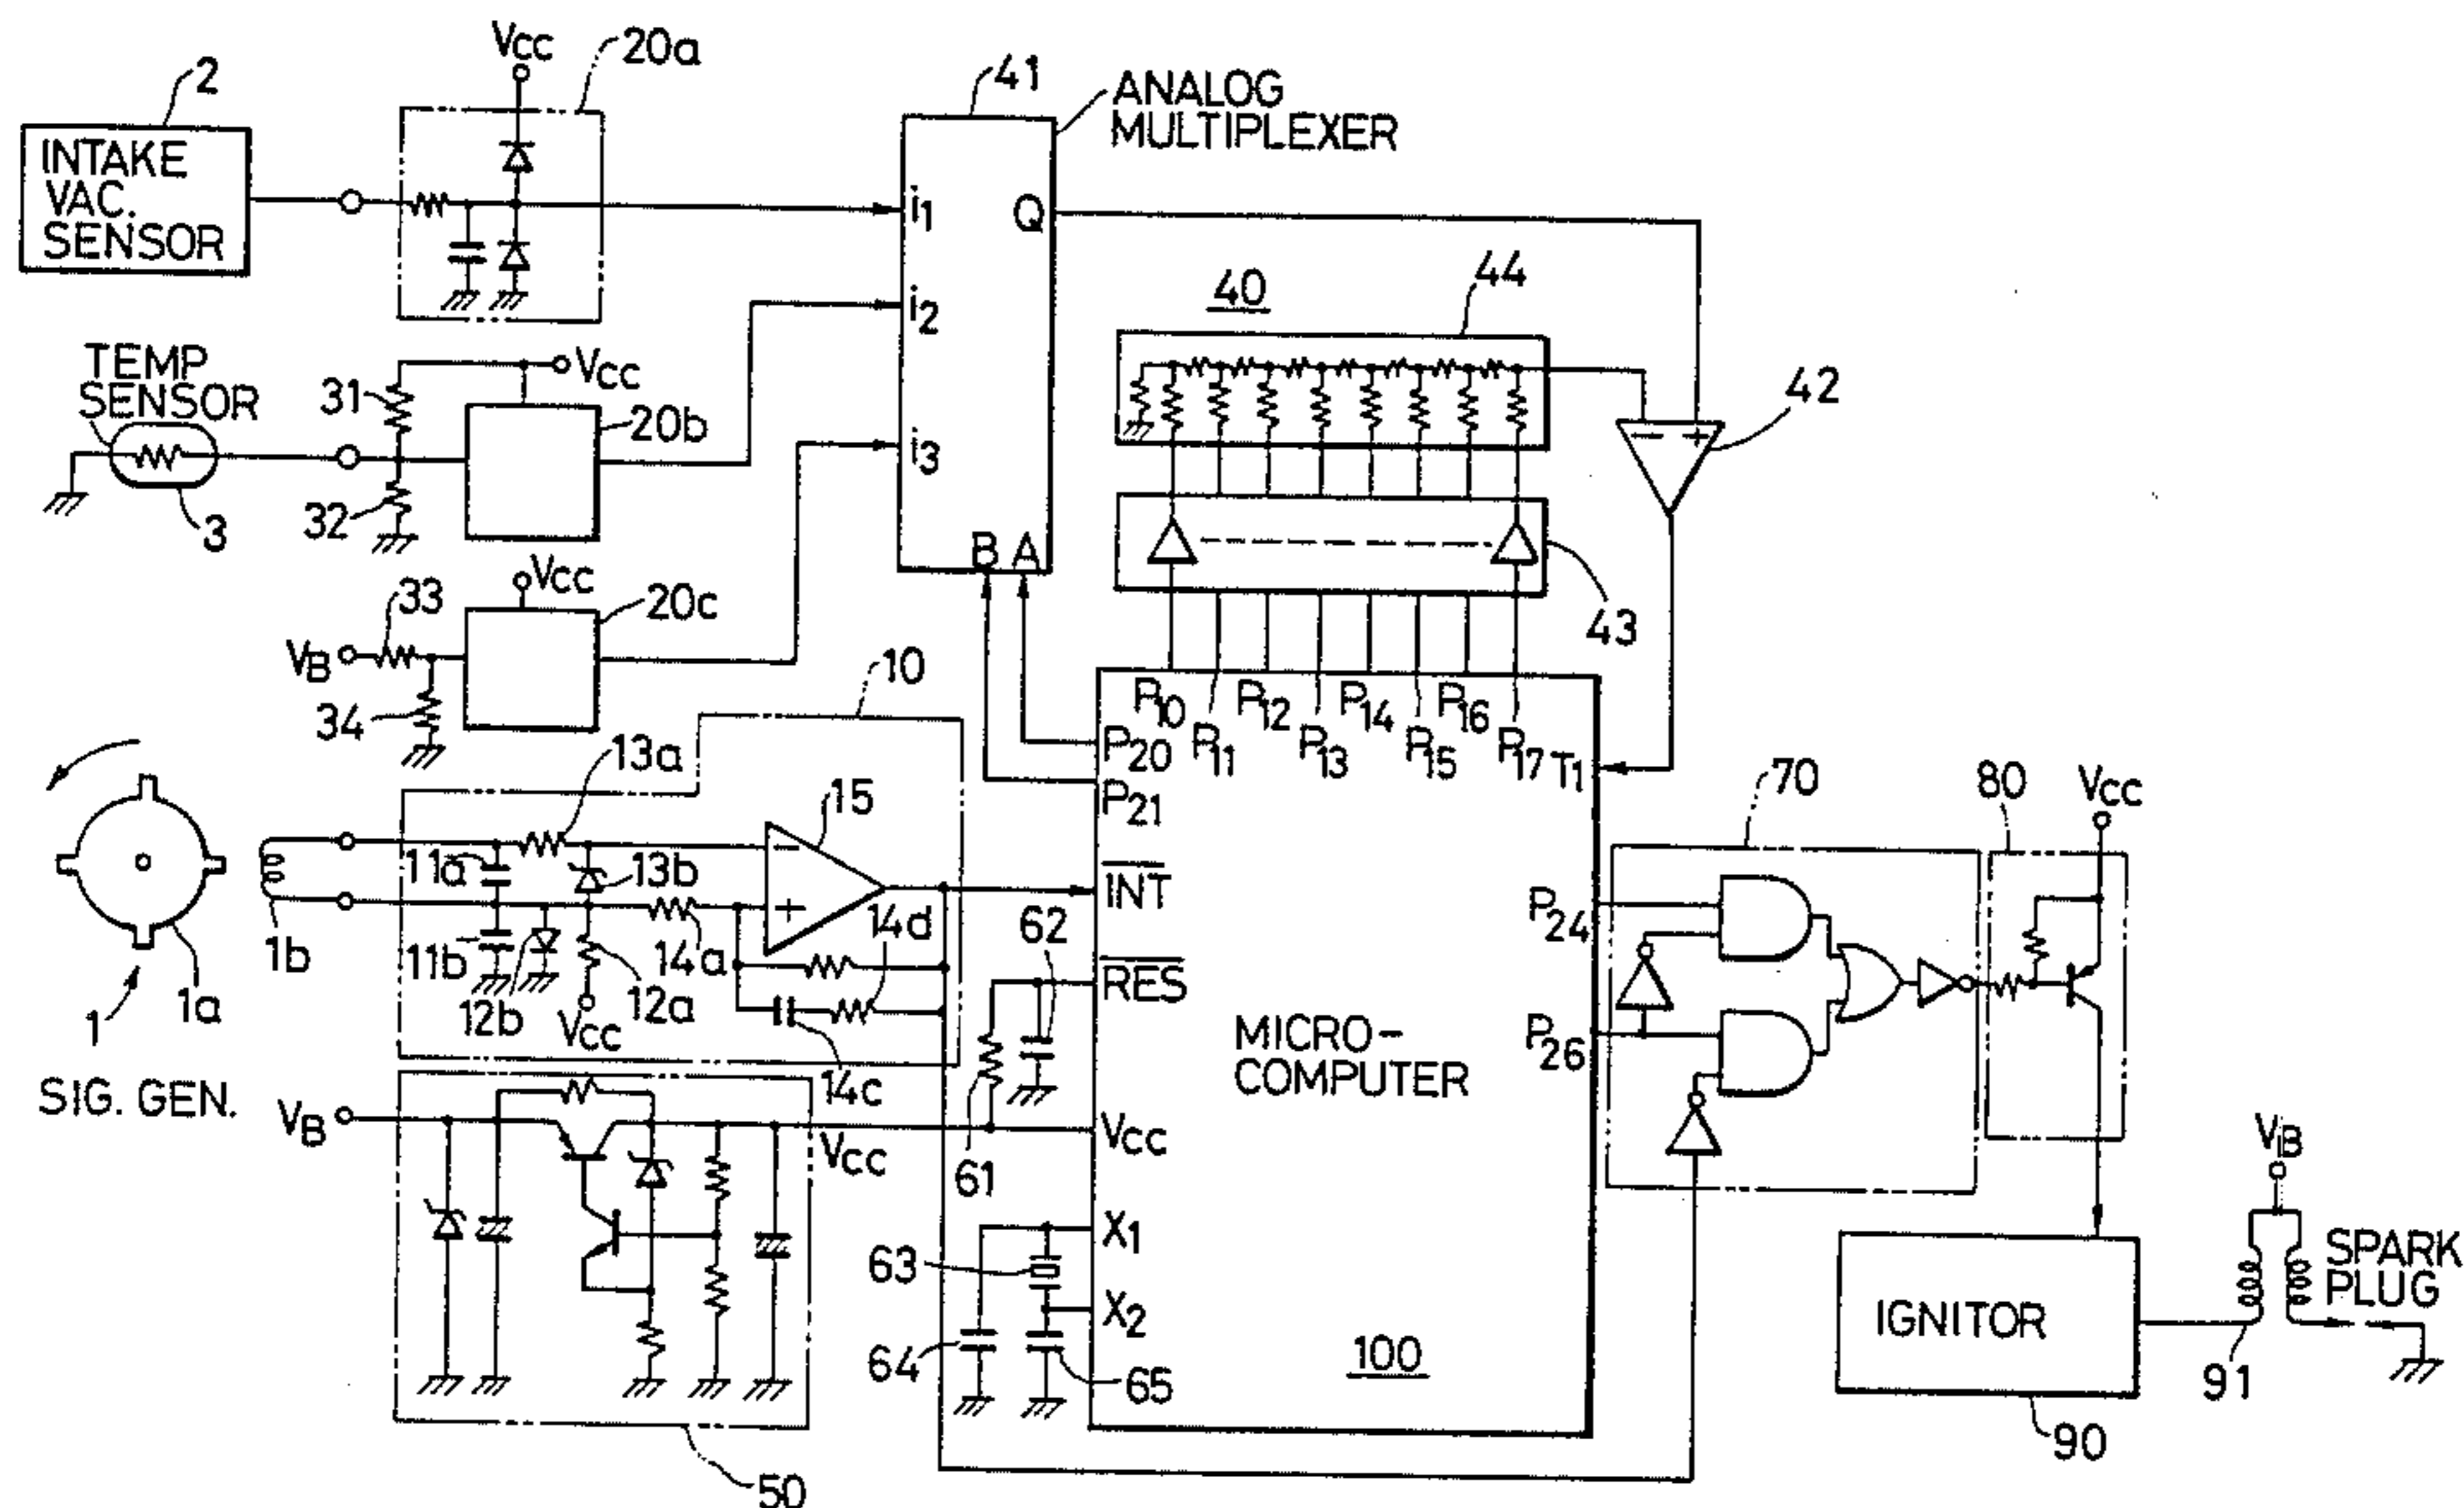 VCC
20a
2
41
ANALOG
MULTIPLEXER
INTAKE
VAC.
SENSOR
i1
Q
i2
40
44
TEMP
SENSOR
31
VCC
20b
i3
42
32
3
B A
33
VCC
20c
43
VB
34
10
P10 P12 P14 P16
P11 P13 P15 P17 T1
P20
P21
13a
15
70
80
VCC
11a
13b
INT
62
14d
P24
1b
11b
12b
14a
12a
VCC
RES
1
1a
14c
MICRO-
COMPUTER
P26
SIG. GEN.
VB
VCC
61
VCC
VB
X1
63
X2
SPARK
PLUG
IGNITOR
64
65
100
91
90
50